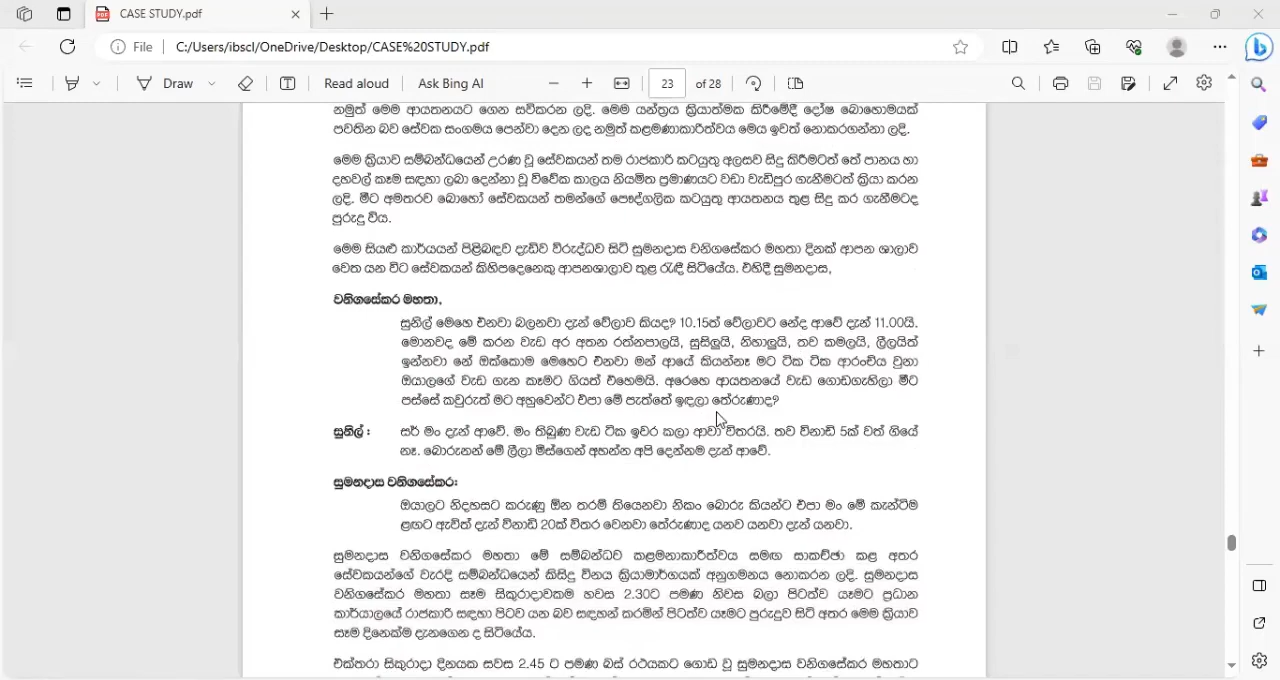 CASE STUDY.pdf
File C:/Users/ibscl/OneDrive/Desktop/CASE%20STUDY.pdf
Draw Read aloud Ask Bing AI 23 of 28
නමුත් මෙම ආයතනයට ගෙන සවිකරන ලදි. මෙම යන්ත්‍රය ක්‍රියාත්මක කිරීමේදී දෝෂ බොහොමයක්
පවතින බව සේවක සංගමය පෙන්වා දෙන ලද නමුත් කළමණාකාරීත්වය මෙය ඉවත් නොකරගන්නා ලදි.
මෙම ක්‍රියාව සම්බන්ධයෙන් උරණ වූ සේවකයන් තම රාජකාරී කටයුතු අලසව සිදු කිරීමටත් තේ පානය හා
දහවල් කෑම සඳහා ලබා දෙන්නා වූ විවේක කාලය නියමිත ප්‍රමාණයට වඩා වැඩිපුර ගැනීමටත් ක්‍රියා කරන
ලදි. මීට අමතරව බොහෝ සේවකයන් තමන්ගේ පෞද්ගලික කටයුතු ආයතනය තුළ සිදු කර ගැනීමටද
පුරුදු විය.
මෙම සියළු කාර්යයන් පිළිබඳව දැඩිව විරුද්ධව සිටි සුමනදාස වනිගසේකර මහතා දිනක් ආපන ශාලාව
වෙත යන විට සේවකයන් කිහිපදෙනෙකු ආපනශාලාව තුළ රැඳී සිටියේය. එහිදී සුමනදාස,
වනිගසේකර මහතා,
සුනිල් මෙහෙ එනවා බලනවා දැන් වේලාව කියද? 10.15ත් වේලාවට නේද ආවේ දැන් 11.00යි.
මොනවද මේ කරන වැඩ අර අතන රත්නපාලයි, සුසිලුයි, නිහාලුයි, තව කමලයි, ලීලයිත්
ඉන්නවා නේ ඔක්කොම මෙහෙට එනවා මන් ආයේ කියන්නෑ මට ටික ටික ආරංචිය වුනා
ඔයාලගේ වැඩ ගැන කෑමට ගියත් එහෙමයි. අරෙහෙ ආයතනයේ වැඩ ගොඩගැහිලා මීට
පස්සේ කවුරුත් මට අහුවෙන්ට එපා මේ පැත්තේ ඉඳලා තේරුණාද?
සුනිල් : සර් මං දැන් ආවේ. මං තිබුණ වැඩ ටික ඉවර කලා ආවා විතරයි. තව විනාඩි 5ක් වත් ගියේ
නෑ. බොරුනන් මේ ලීලා මිස්ගෙන් අහන්න අපි දෙන්නම දැන් ආවේ.
සුමනදාස වනිගසේකර:
ඔයාලට නිදහසට කරුණු ඕන තරම් තියෙනවා නිකං බොරු කියන්ට එපා මං මේ කැන්ටිම
ළඟට ඇවිත් දැන් විනාඩි 20ක් විතර වෙනවා තේරුණාද යනව යනවා දැන් යනවා.
සුමනදාස වනිගසේකර මහතා මේ සම්බන්ධව කළමනාකාරීත්වය සමඟ සාකච්ඡා කළ අතර
සේවකයන්ගේ වැරදි සම්බන්ධයෙන් කිසිදු විනය ක්‍රියාමාර්ගයක් අනුගමනය නොකරන ලදි. සුමනදාස
වනිගසේකර මහතා සෑම සිකුරාදාවකම හවස 2.30ට පමණ නිවස බලා පිටත්ව යෑමට ප්‍රධාන
කාර්යාලයේ රාජකාරි සඳහා පිටව යන බව සඳහන් කරමින් පිටත්ව යෑමට පුරුදුව සිටි අතර මෙම ක්‍රියාව
සෑම දිනෙක්ම දැනගෙන ද සිටියේය.
එක්තරා සිකුරාදා දිනයක සවස 2.45 ට පමණ බස් රථයකට ගොඩ වූ සුමනදාස වනිගසේකර මහතාට